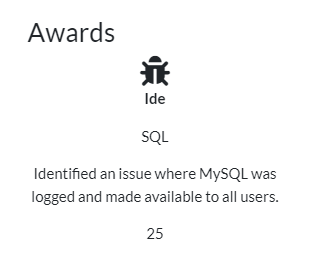 Awards
Ide
SQL
Identified an issue where MySQL was
logged and made available to all users.
25